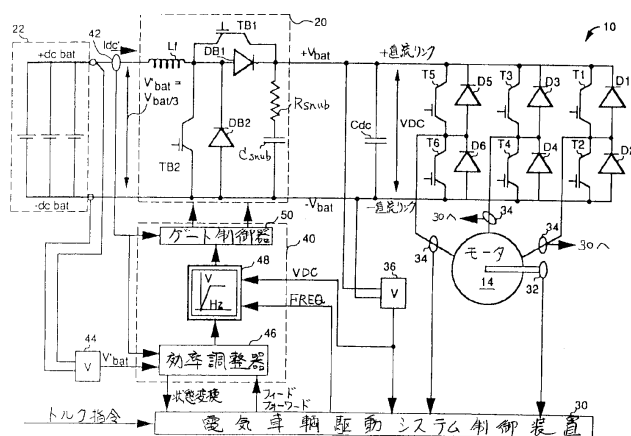 22
+dc bat
-dc bat
42
Idc'
V'bat =
Vbat/3
20
Lf
TB1
DB1
TB2
DB2
Rsnub
Csnub
+Vbat
-Vbat
+直流リンク
-直流リンク
Cdc
VDC
10
T5
D5
T3
D3
T1
D1
T6
D6
T4
D4
T2
D2
30へ
34
34
34
30へ
モータ
14
32
50
ゲート制御器
40
48
V
Hz
VDC
FREQ
36
V
44
V
V'bat
46
効率調整器
状態変換
フィード
フォーワード
トルク指令
電気車輌駆動システム制御装置
30